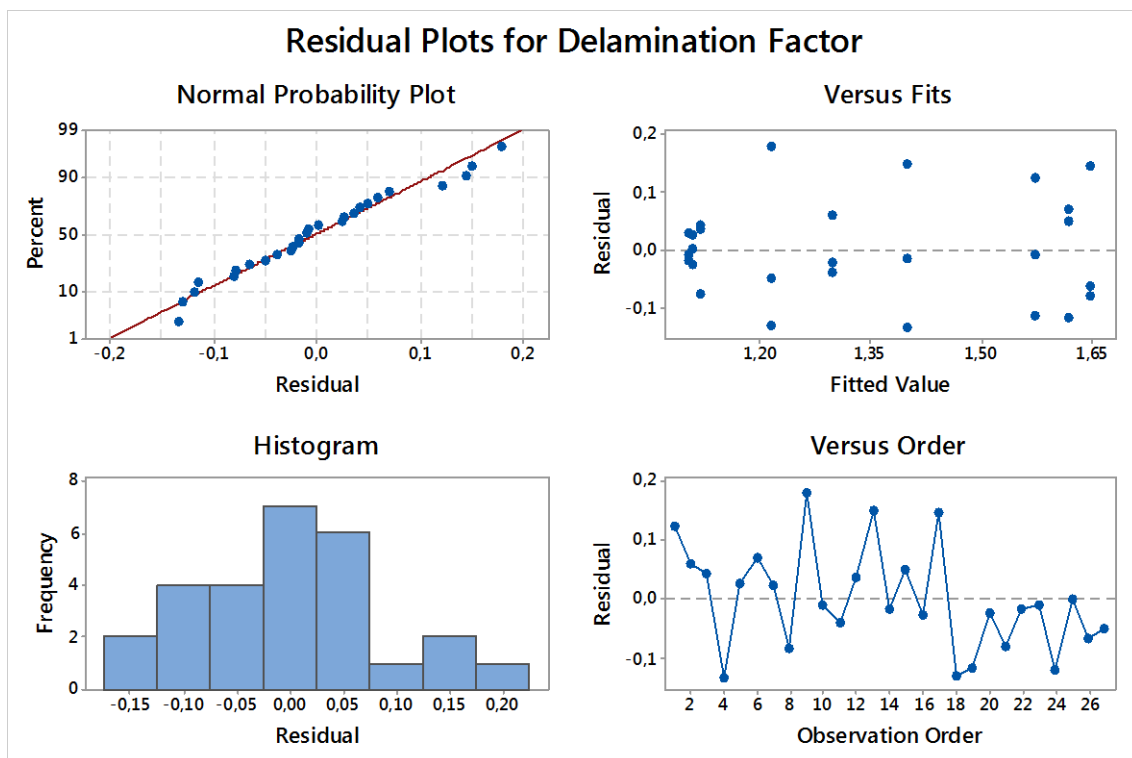 Residual Plots for Delamination Factor
Normal Probability Plot
99
90
50
10
1
Percent
-0,2 -0,1 0,0 0,1 0,2
Residual
Versus Fits
0,2
0,1
0,0
-0,1
Residual
1,20 1,35 1,50 1,65
Fitted Value
Histogram
8
6
4
2
0
Frequency
-0,15 -0,10 -0,05 0,00 0,05 0,10 0,15 0,20
Residual
Versus Order
0,2
0,1
0,0
-0,1
Residual
2 4 6 8 10 12 14 16 18 20 22 24 26
Observation Order